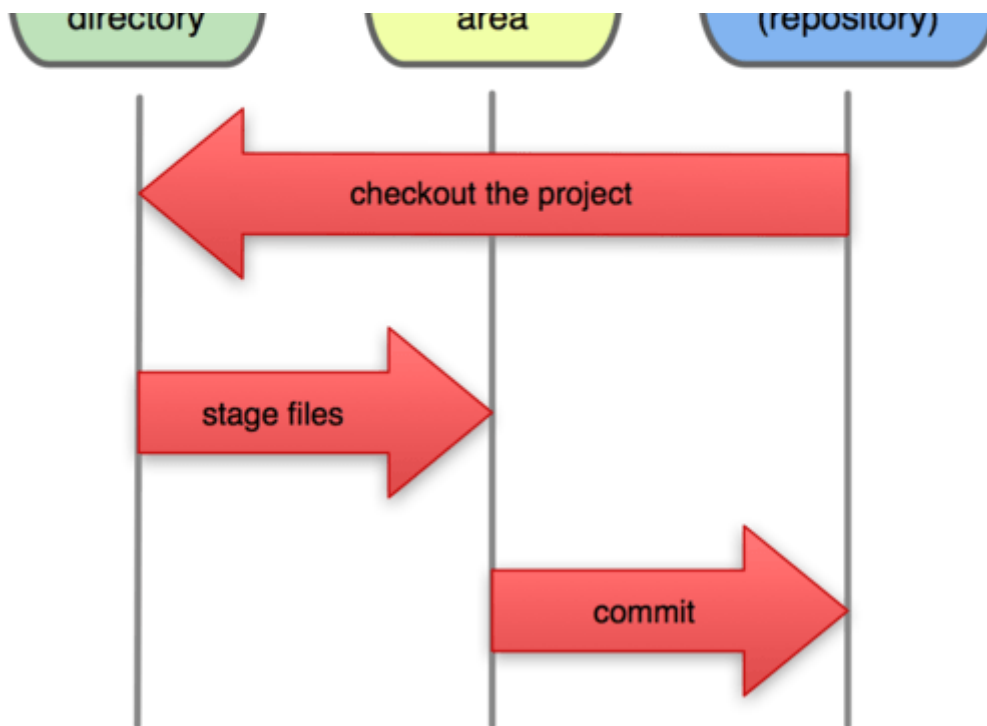 directory
area
(repository)
checkout the project
stage files
commit